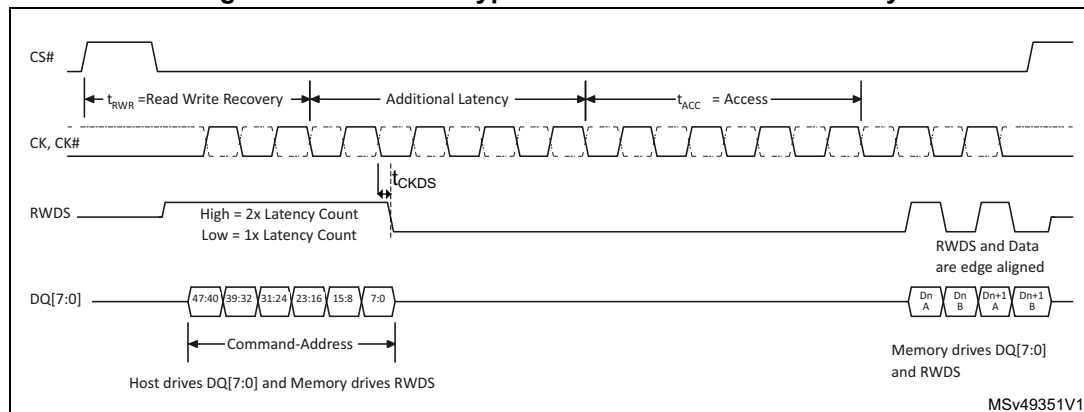 CS#
tRWR =Read Write Recovery
Additional Latency
tACC = Access
CK, CK#
tCKDS
RWDS
High = 2x Latency Count
Low = 1x Latency Count
RWDS and Data
are edge aligned
DQ[7:0]
47:40 39:32 31:24 23:16 15:8 7:0
Dn A
Dn B
Dn+1 A
Dn+1 B
Command-Address
Memory drives DQ[7:0]
and RWDS
Host drives DQ[7:0] and Memory drives RWDS
MSv49351V1